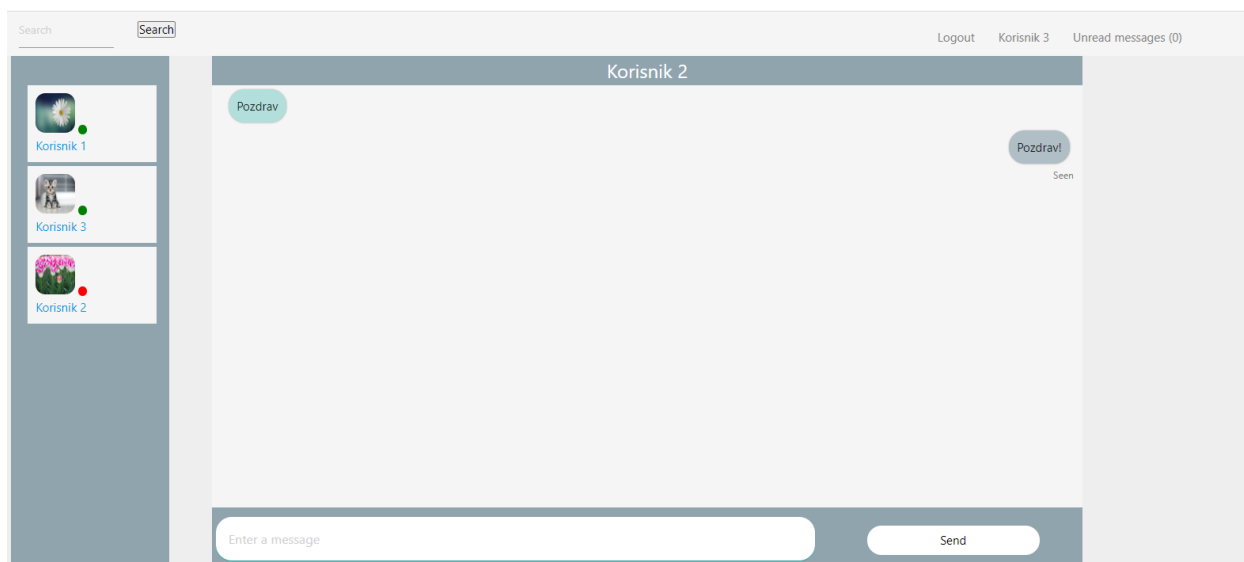 Search
Search
Logout
Korisnik 3
Unread messages (0)
Korisnik 1
Korisnik 3
Korisnik 2
Korisnik 2
Pozdrav
Pozdrav!
Seen
Enter a message
Send